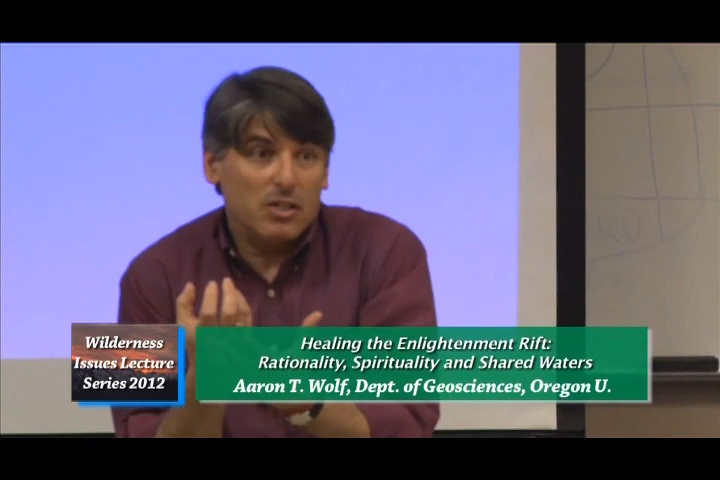 Wilderness
Issues Lecture
Series 2012
Healing the Enlightenment Rift:
Rationality, Spirituality and Shared Waters
Aaron T. Wolf, Dept. of Geosciences, Oregon U.